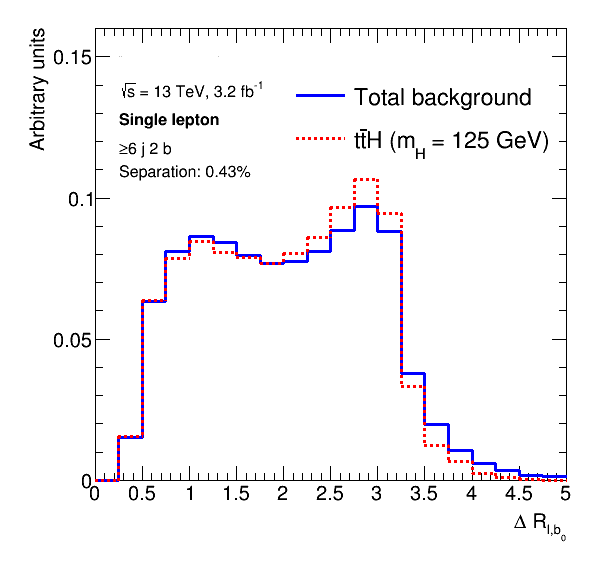 Arbitrary units
0.15
0.1
0.05
0
√s = 13 TeV, 3.2 fb⁻¹
Single lepton
≥6 j 2 b
Separation: 0.43%
Total background
tt̄H (m_H = 125 GeV)
0 0.5 1 1.5 2 2.5 3 3.5 4 4.5 5
Δ R_l,b₀